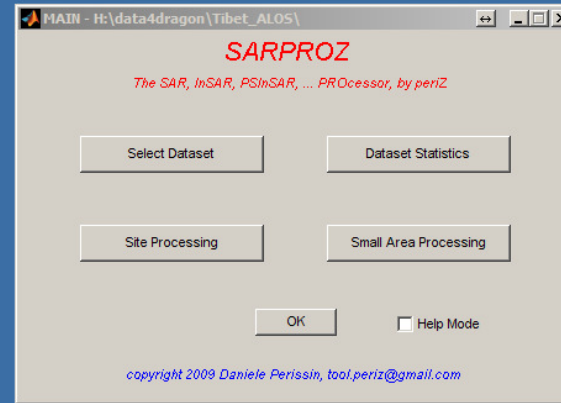 MAIN - H:\data4dragon\Tibet_ALOS\
SARPROZ
The SAR, InSAR, PSInSAR, ... PROcessor, by periZ
Select Dataset
Dataset Statistics
Site Processing
Small Area Processing
OK
Help Mode
copyright 2009 Daniele Perissin, tool.periz@gmail.com